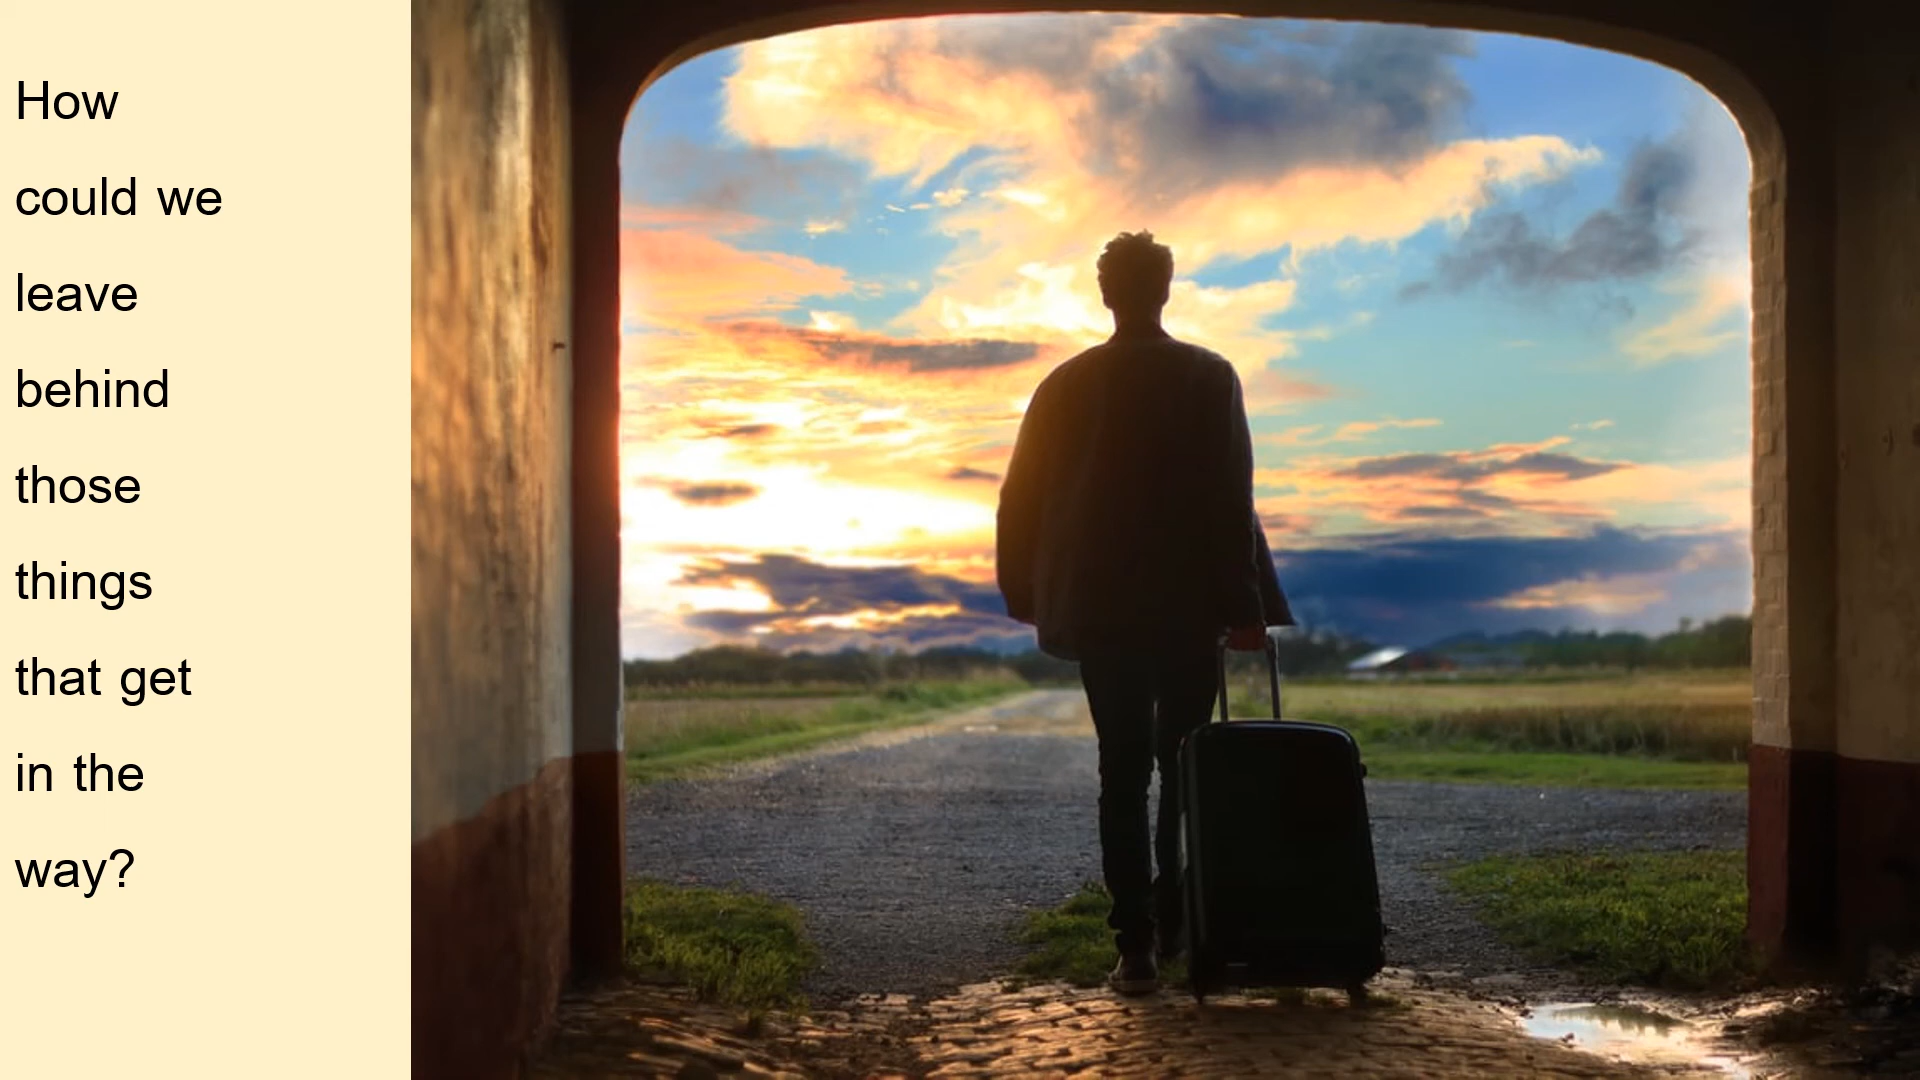 How
could we
leave
behind
those
things
that get
in the
way?